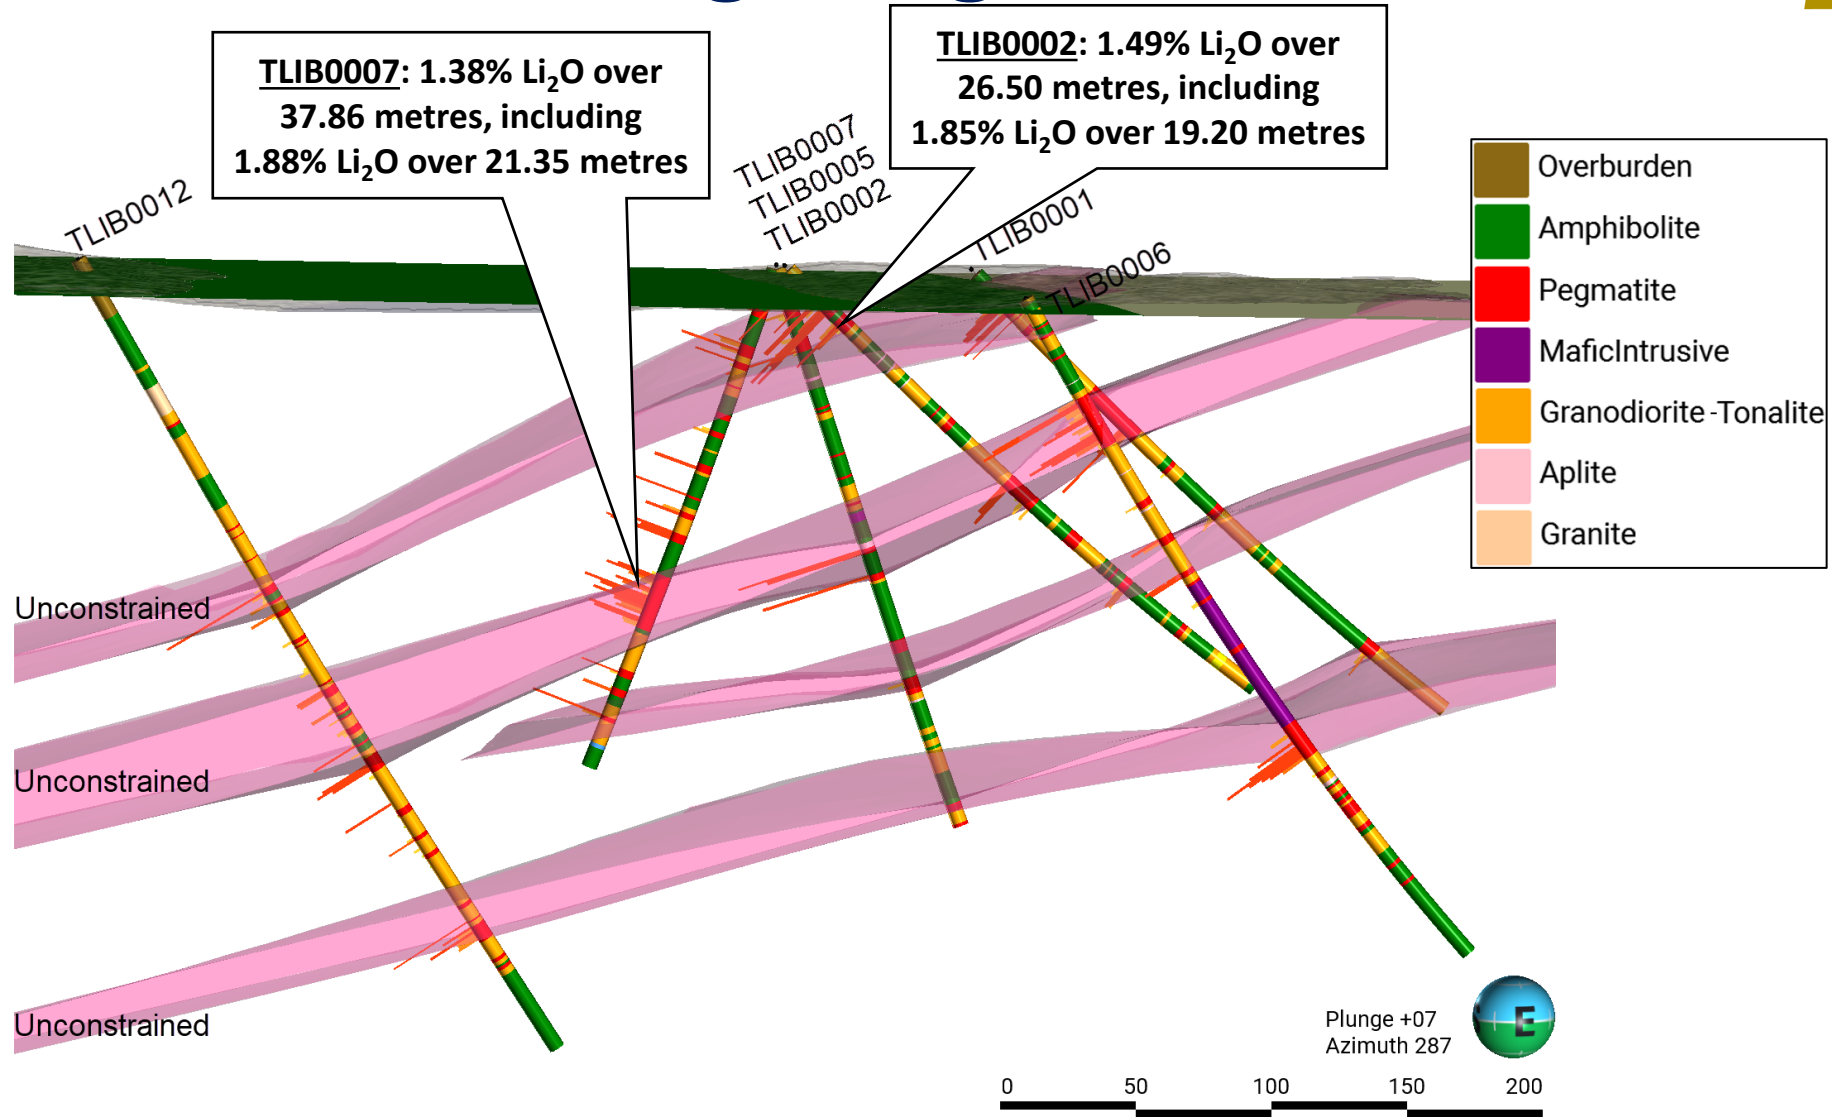 TLIB0007: 1.38% Li₂O over
37.86 metres, including
1.88% Li₂O over 21.35 metres
TLIB0002: 1.49% Li₂O over
26.50 metres, including
1.85% Li₂O over 19.20 metres
TLIB0012
TLIB0007
TLIB0005
TLIB0002
TLIB0001
TLIB0006
Overburden
Amphibolite
Pegmatite
MaficIntrusive
Granodiorite-Tonalite
Aplite
Granite
Unconstrained
Unconstrained
Unconstrained
Plunge +07
Azimuth 287
E
0 50 100 150 200